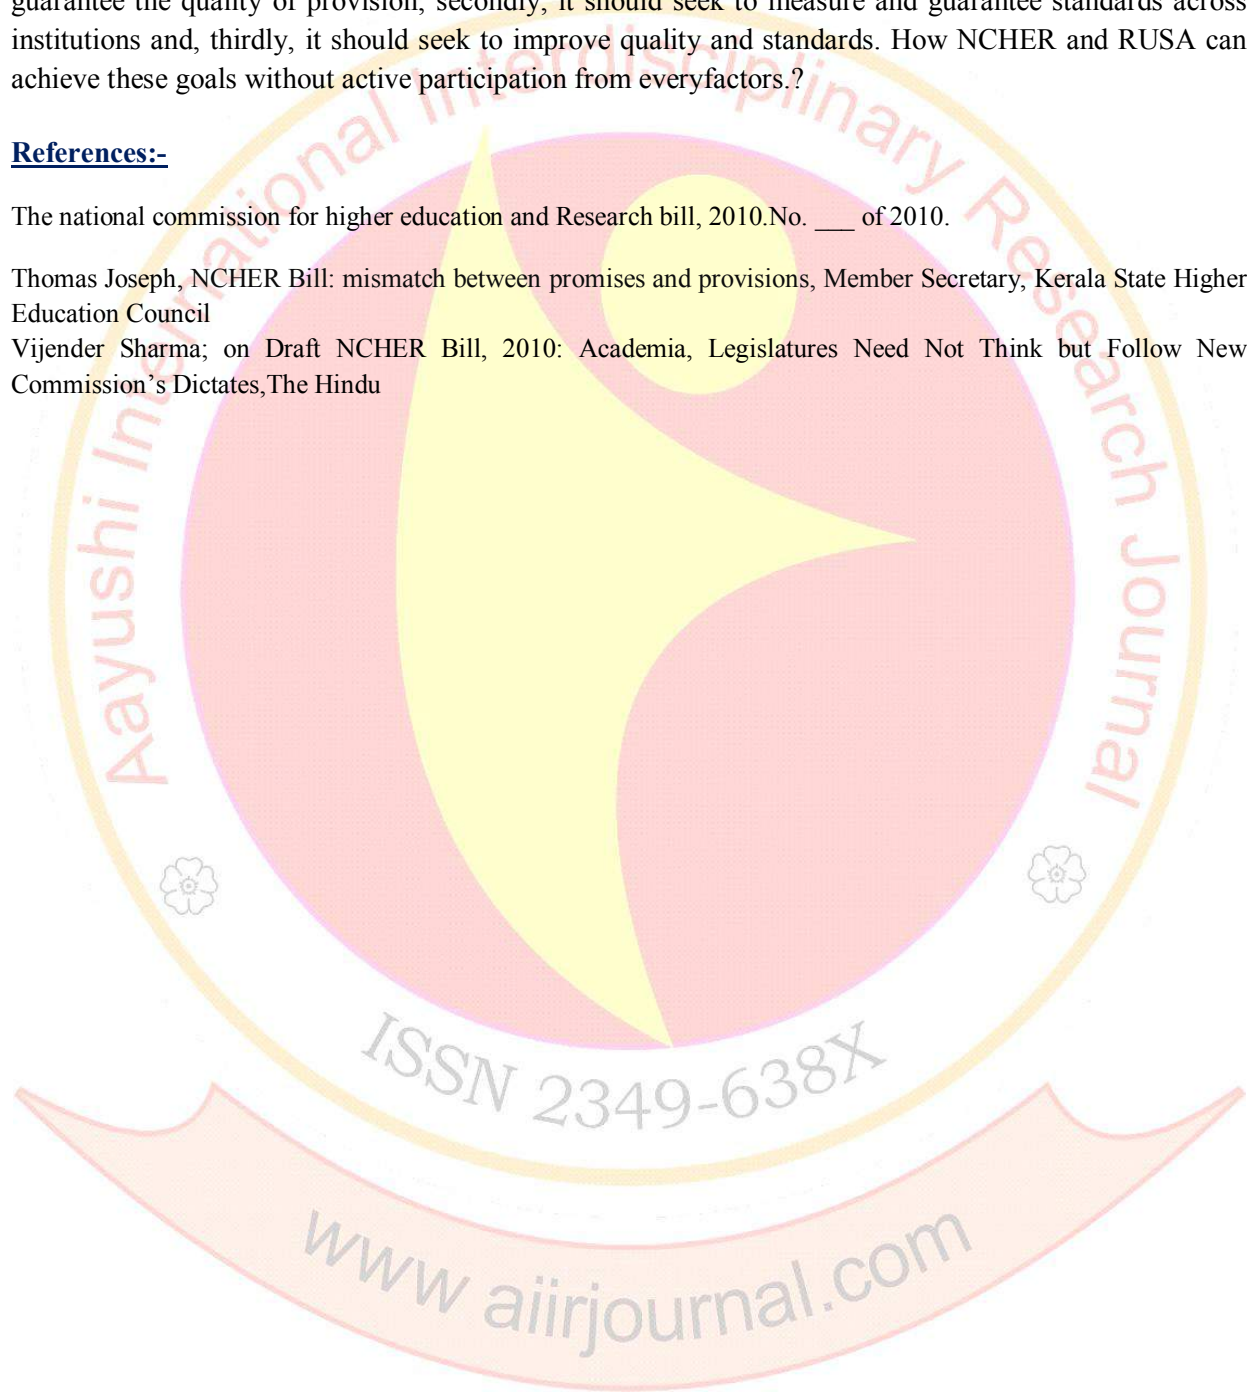 guarantee the quality of provision; secondly, it should seek to measure and guarantee standards across
institutions and, thirdly, it should seek to improve quality and standards. How NCHER and RUSA can
achieve these goals without active participation from everyfactors.?
References:-
The national commission for higher education and Research bill, 2010.No. ___ of 2010.
Thomas Joseph, NCHER Bill: mismatch between promises and provisions, Member Secretary, Kerala State Higher
Education Council
Vijender Sharma; on Draft NCHER Bill, 2010: Academia, Legislatures Need Not Think but Follow New
Commission's Dictates,The Hindu
Aayushi International Interdisciplinary Research Journal
ISSN 2349-638X
www aiirjournal.com